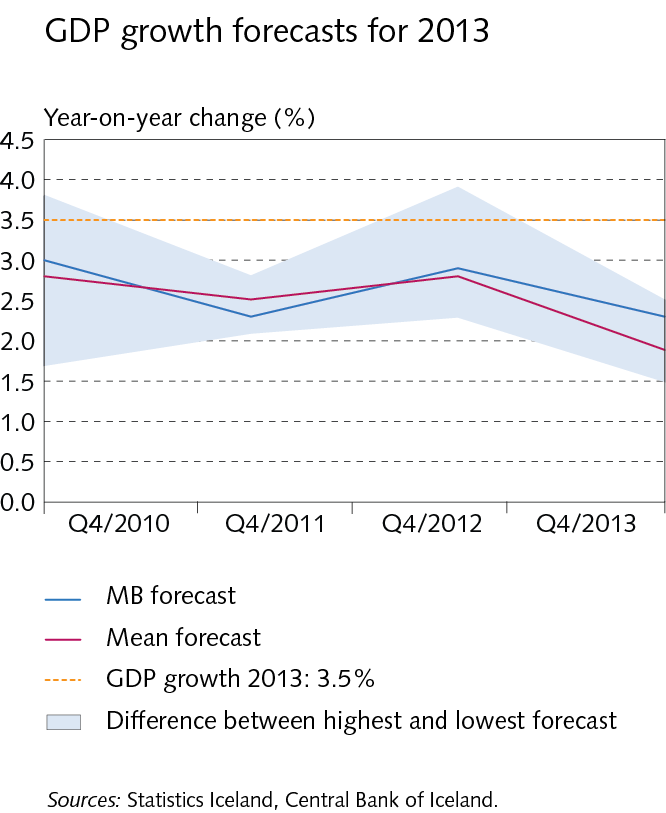 GDP growth forecasts for 2013
Year-on-year change (%)
4.5
4.0
3.5
3.0
2.5
2.0
1.5
1.0
0.5
0.0
Q4/2010 Q4/2011 Q4/2012 Q4/2013
MB forecast
Mean forecast
GDP growth 2013: 3.5%
Difference between highest and lowest forecast
Sources: Statistics Iceland, Central Bank of Iceland.